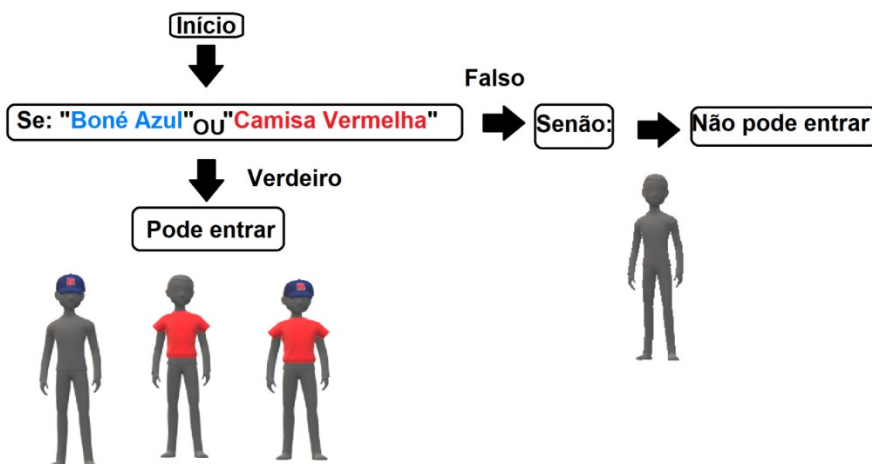 Início
Falso
Se: "Boné Azul"OU"Camisa Vermelha"
Senão:
Não pode entrar
Verdeiro
Pode entrar
B
B